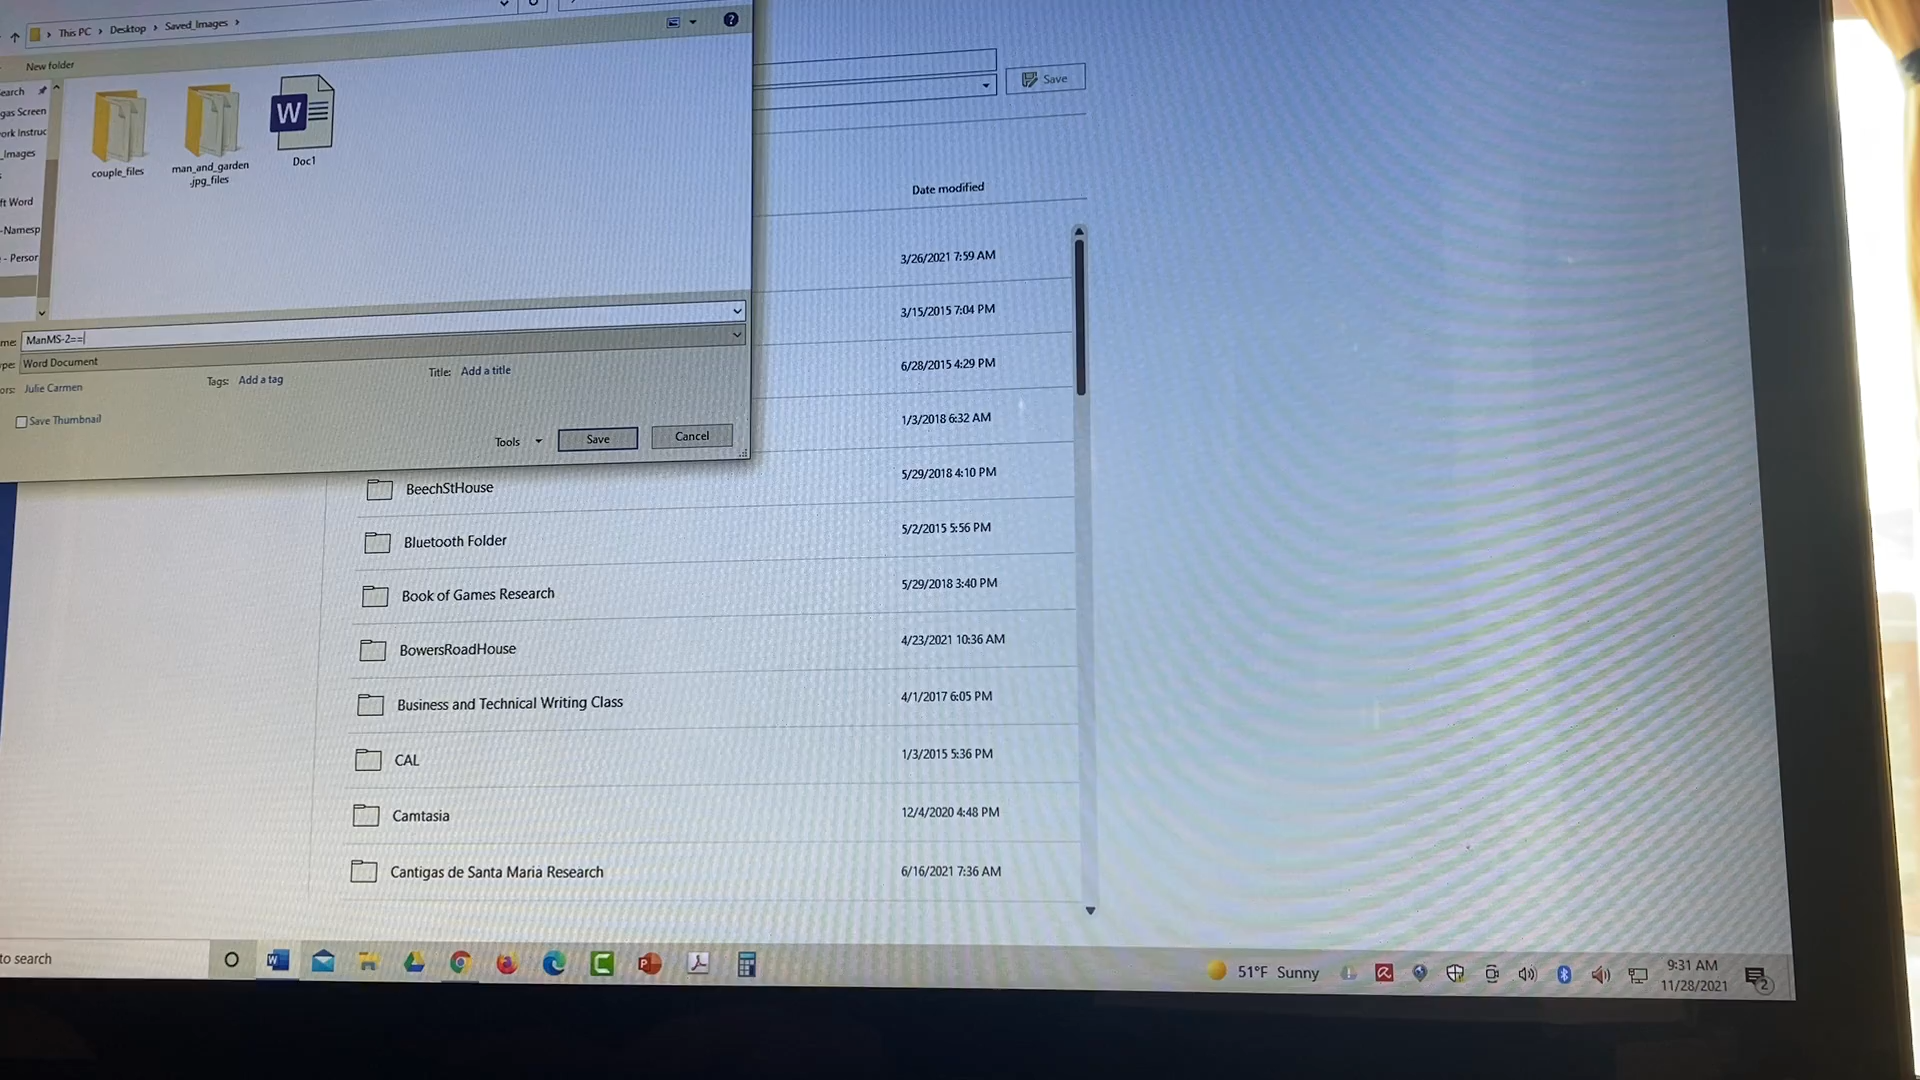 This PC > Desktop > Saved_Images >
New folder
earch
gas Screen
ork Instruc
_Images
ft Word
-Namesp
- Person
couple_files
man_and_garden
.jpg_files
W
Doc1
me: ManMS-2==
ype: Word Document
ors: Julie Carmen
Tags: Add a tag
Title: Add a title
Save Thumbnail
Tools
Save
Cancel
Save
Date modified
3/26/2021 7:59 AM
3/15/2015 7:04 PM
6/28/2015 4:29 PM
1/3/2018 6:32 AM
5/29/2018 4:10 PM
BeechStHouse
5/2/2015 5:56 PM
Bluetooth Folder
5/29/2018 3:40 PM
Book of Games Research
4/23/2021 10:36 AM
BowersRoadHouse
4/1/2017 6:05 PM
Business and Technical Writing Class
1/3/2015 5:36 PM
CAL
12/4/2020 4:48 PM
Camtasia
6/16/2021 7:36 AM
Cantigas de Santa Maria Research
to search
51°F Sunny
9:31 AM
11/28/2021
2